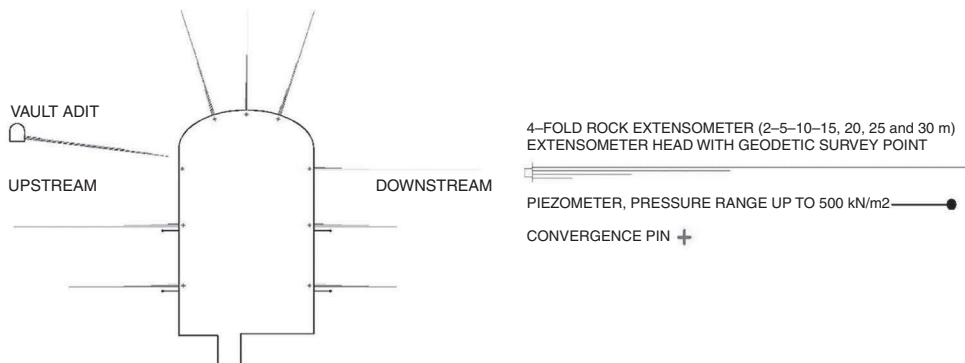 VAULT ADIT
UPSTREAM
DOWNSTREAM
4–FOLD ROCK EXTENSOMETER (2–5–10–15, 20, 25 and 30 m)
EXTENSOMETER HEAD WITH GEODETIC SURVEY POINT
PIEZOMETER, PRESSURE RANGE UP TO 500 kN/m2
CONVERGENCE PIN